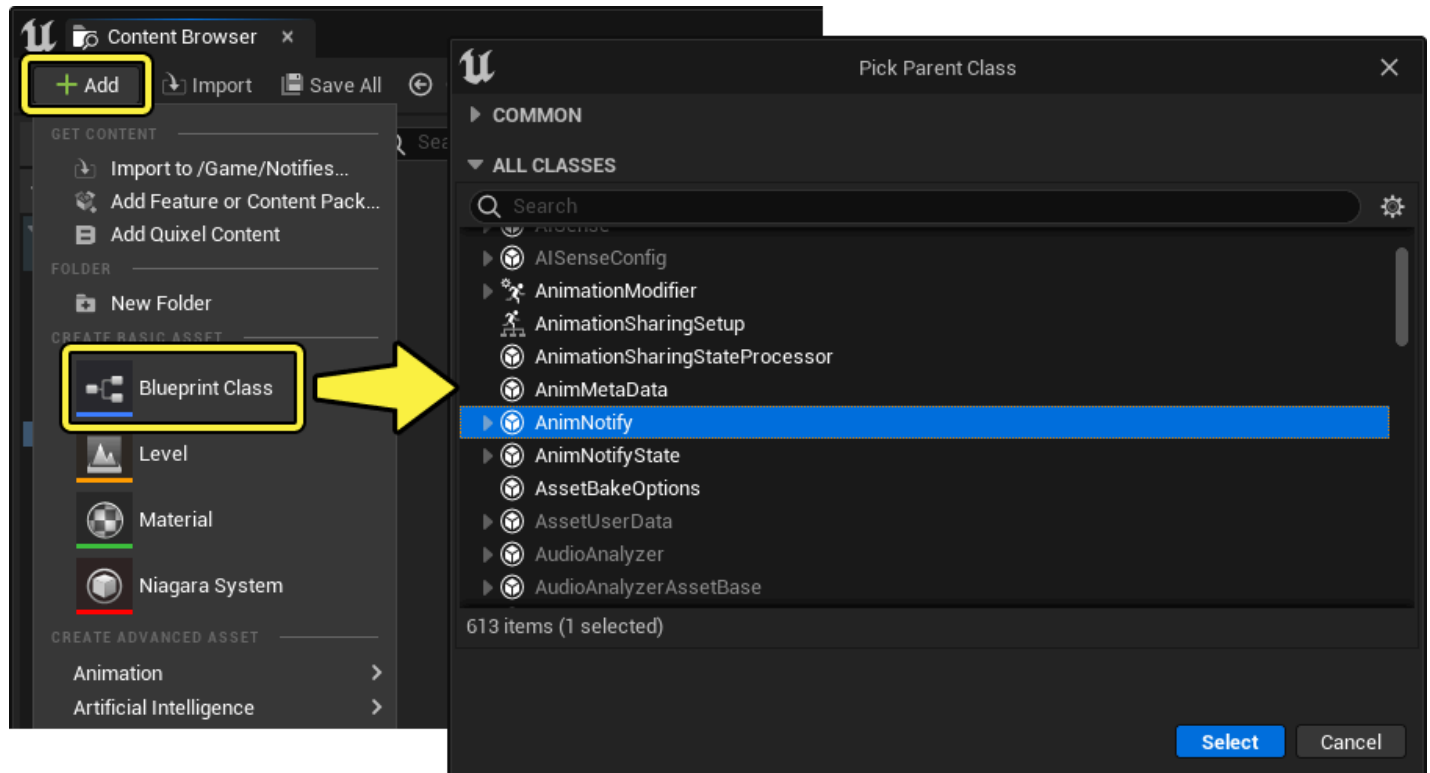 Content Browser
Add
Import
Save All
GET CONTENT
Import to /Game/Notifies...
Add Feature or Content Pack...
Add Quixel Content
FOLDER
New Folder
CREATE BASIC ASSET
Blueprint Class
Level
Material
Niagara System
CREATE ADVANCED ASSET
Animation
Artificial Intelligence
Sea
Pick Parent Class
COMMON
ALL CLASSES
Search
AISense
AISenseConfig
AnimationModifier
AnimationSharingSetup
AnimationSharingStateProcessor
AnimMetaData
AnimNotify
AnimNotifyState
AssetBakeOptions
AssetUserData
AudioAnalyzer
AudioAnalyzerAssetBase
613 items (1 selected)
Select
Cancel